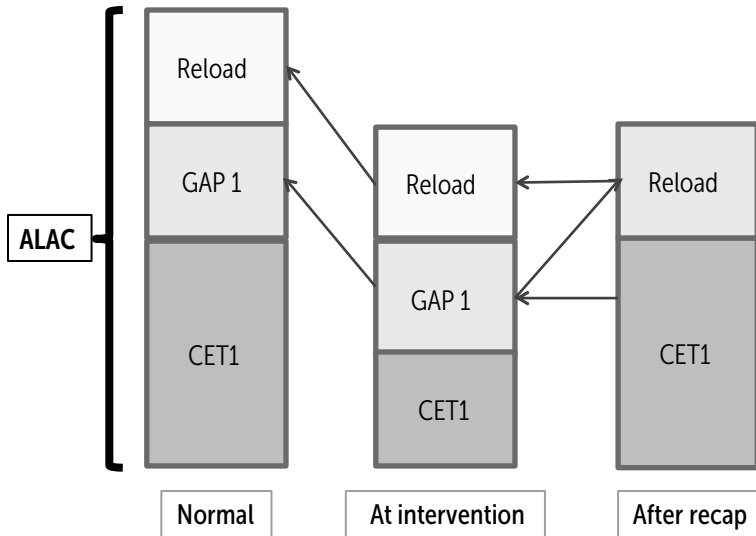 Reload
GAP 1
ALAC
CET1
Normal
Reload
GAP 1
CET1
At intervention
Reload
CET1
After recap